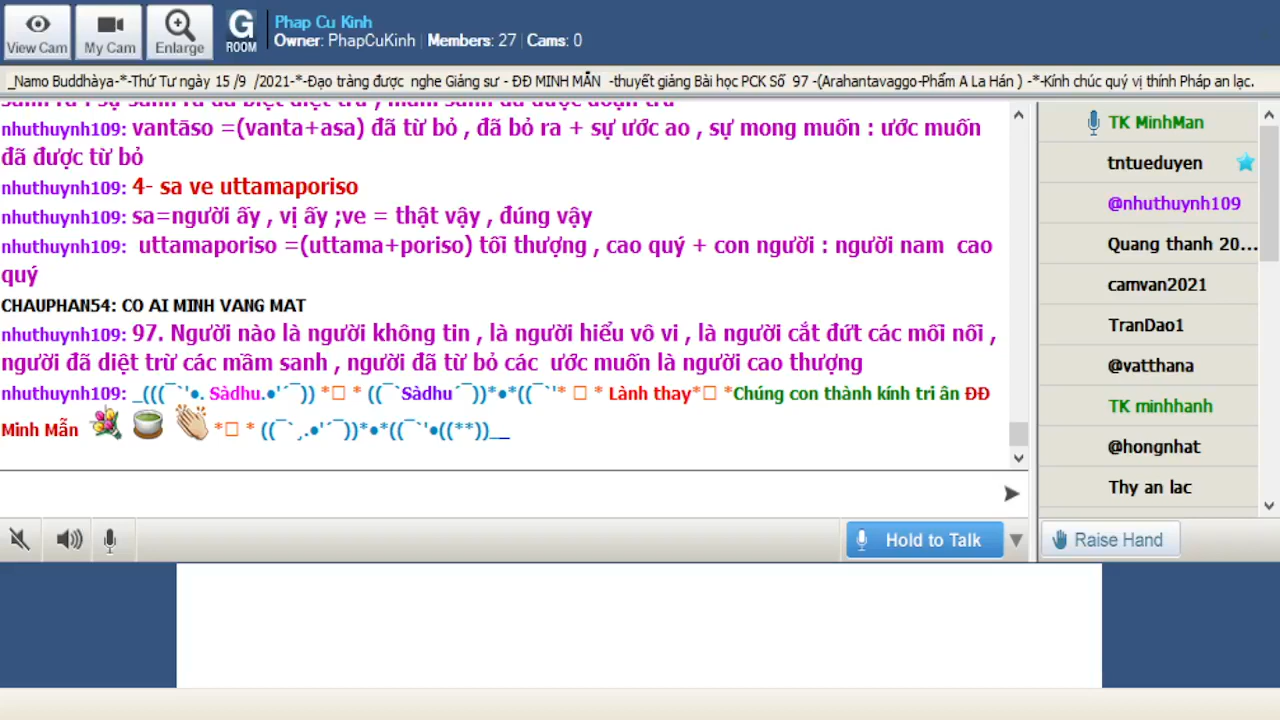 View Cam
My Cam
Enlarge
G
ROOM
Phap Cu Kinh
Owner: PhapCuKinh | Members: 27 | Cams: 0
_Namo Buddhàya-*-Thứ Tư ngày 15 /9 /2021-*-Đạo tràng được nghe Giảng sư - ĐĐ MINH MẪN -thuyết giảng Bài học PCK Số 97 -(Arahantavaggo-Phẩm A La Hán ) -*-Kính chúc quý vị thính Pháp an lạc.
nhuthuynh109: vantāso =(vanta+asa) đã từ bỏ , đã bỏ ra + sự ước ao , sự mong muốn : ước muốn
đã được từ bỏ
nhuthuynh109: 4- sa ve uttamaporiso
nhuthuynh109: sa=người ấy , vị ấy ;ve = thật vậy , đúng vậy
nhuthuynh109: uttamaporiso =(uttama+poriso) tối thượng , cao quý + con người : người nam cao
quý
CHAUPHAN54: CO AI MINH VANG MAT
nhuthuynh109: 97. Người nào là người không tin , là người hiểu vô vi , là người cắt đứt các mối nối ,
người đã diệt trừ các mầm sanh , người đã từ bỏ các ước muốn là người cao thượng
nhuthuynh109: _(((¯`'•. Sàdhu.•'´¯)) *□ * ((¯`Sàdhu´¯))*•*((¯`'* □ * Lành thay*□ *Chúng con thành kính tri ân ĐĐ
Minh Mẫn *□ * ((¯`¸.•'´¯))*•*((¯`'•((**))__
TK MinhMan
tntueduyen
@nhuthuynh109
Quang thanh 20...
camvan2021
TranDao1
@vatthana
TK minhhanh
@hongnhat
Thy an lac
Hold to Talk
Raise Hand